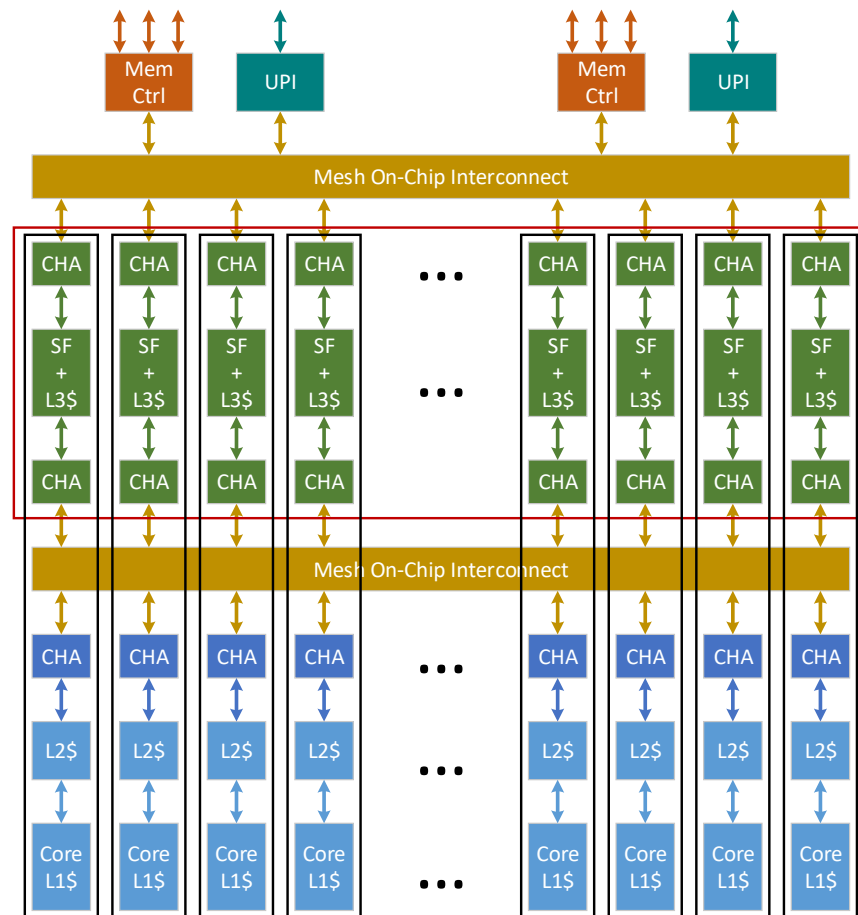 Mem
Ctrl
UPI
Mem
Ctrl
UPI
Mesh On-Chip Interconnect
CHA CHA CHA CHA ... CHA CHA CHA CHA
SF SF SF SF SF SF SF SF
+ + + + ... + + + +
L3$ L3$ L3$ L3$ L3$ L3$ L3$ L3$
CHA CHA CHA CHA CHA CHA CHA CHA
Mesh On-Chip Interconnect
CHA CHA CHA CHA ... CHA CHA CHA CHA
L2$ L2$ L2$ L2$ ... L2$ L2$ L2$ L2$
Core Core Core Core Core Core Core Core
L1$ L1$ L1$ L1$ ... L1$ L1$ L1$ L1$